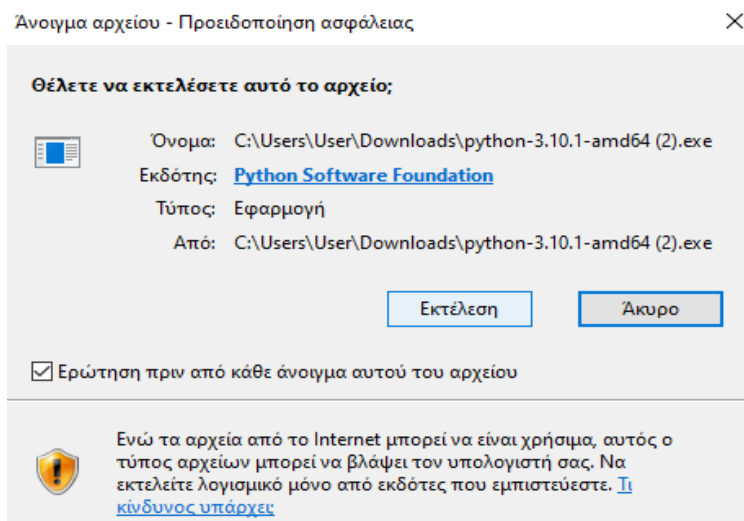 Άνοιγμα αρχείου - Προειδοποίηση ασφάλειας
Θέλετε να εκτελέσετε αυτό το αρχείο;
Όνομα: C:\Users\User\Downloads\python-3.10.1-amd64 (2).exe
Εκδότης: Python Software Foundation
Τύπος: Εφαρμογή
Από: C:\Users\User\Downloads\python-3.10.1-amd64 (2).exe
Εκτέλεση Άκυρο
Ερώτηση πριν από κάθε άνοιγμα αυτού του αρχείου
Ενώ τα αρχεία από το Internet μπορεί να είναι χρήσιμα, αυτός ο
τύπος αρχείων μπορεί να βλάψει τον υπολογιστή σας. Να
εκτελείτε λογισμικό μόνο από εκδότες που εμπιστεύεστε. Τι
κίνδυνος υπάρχει;